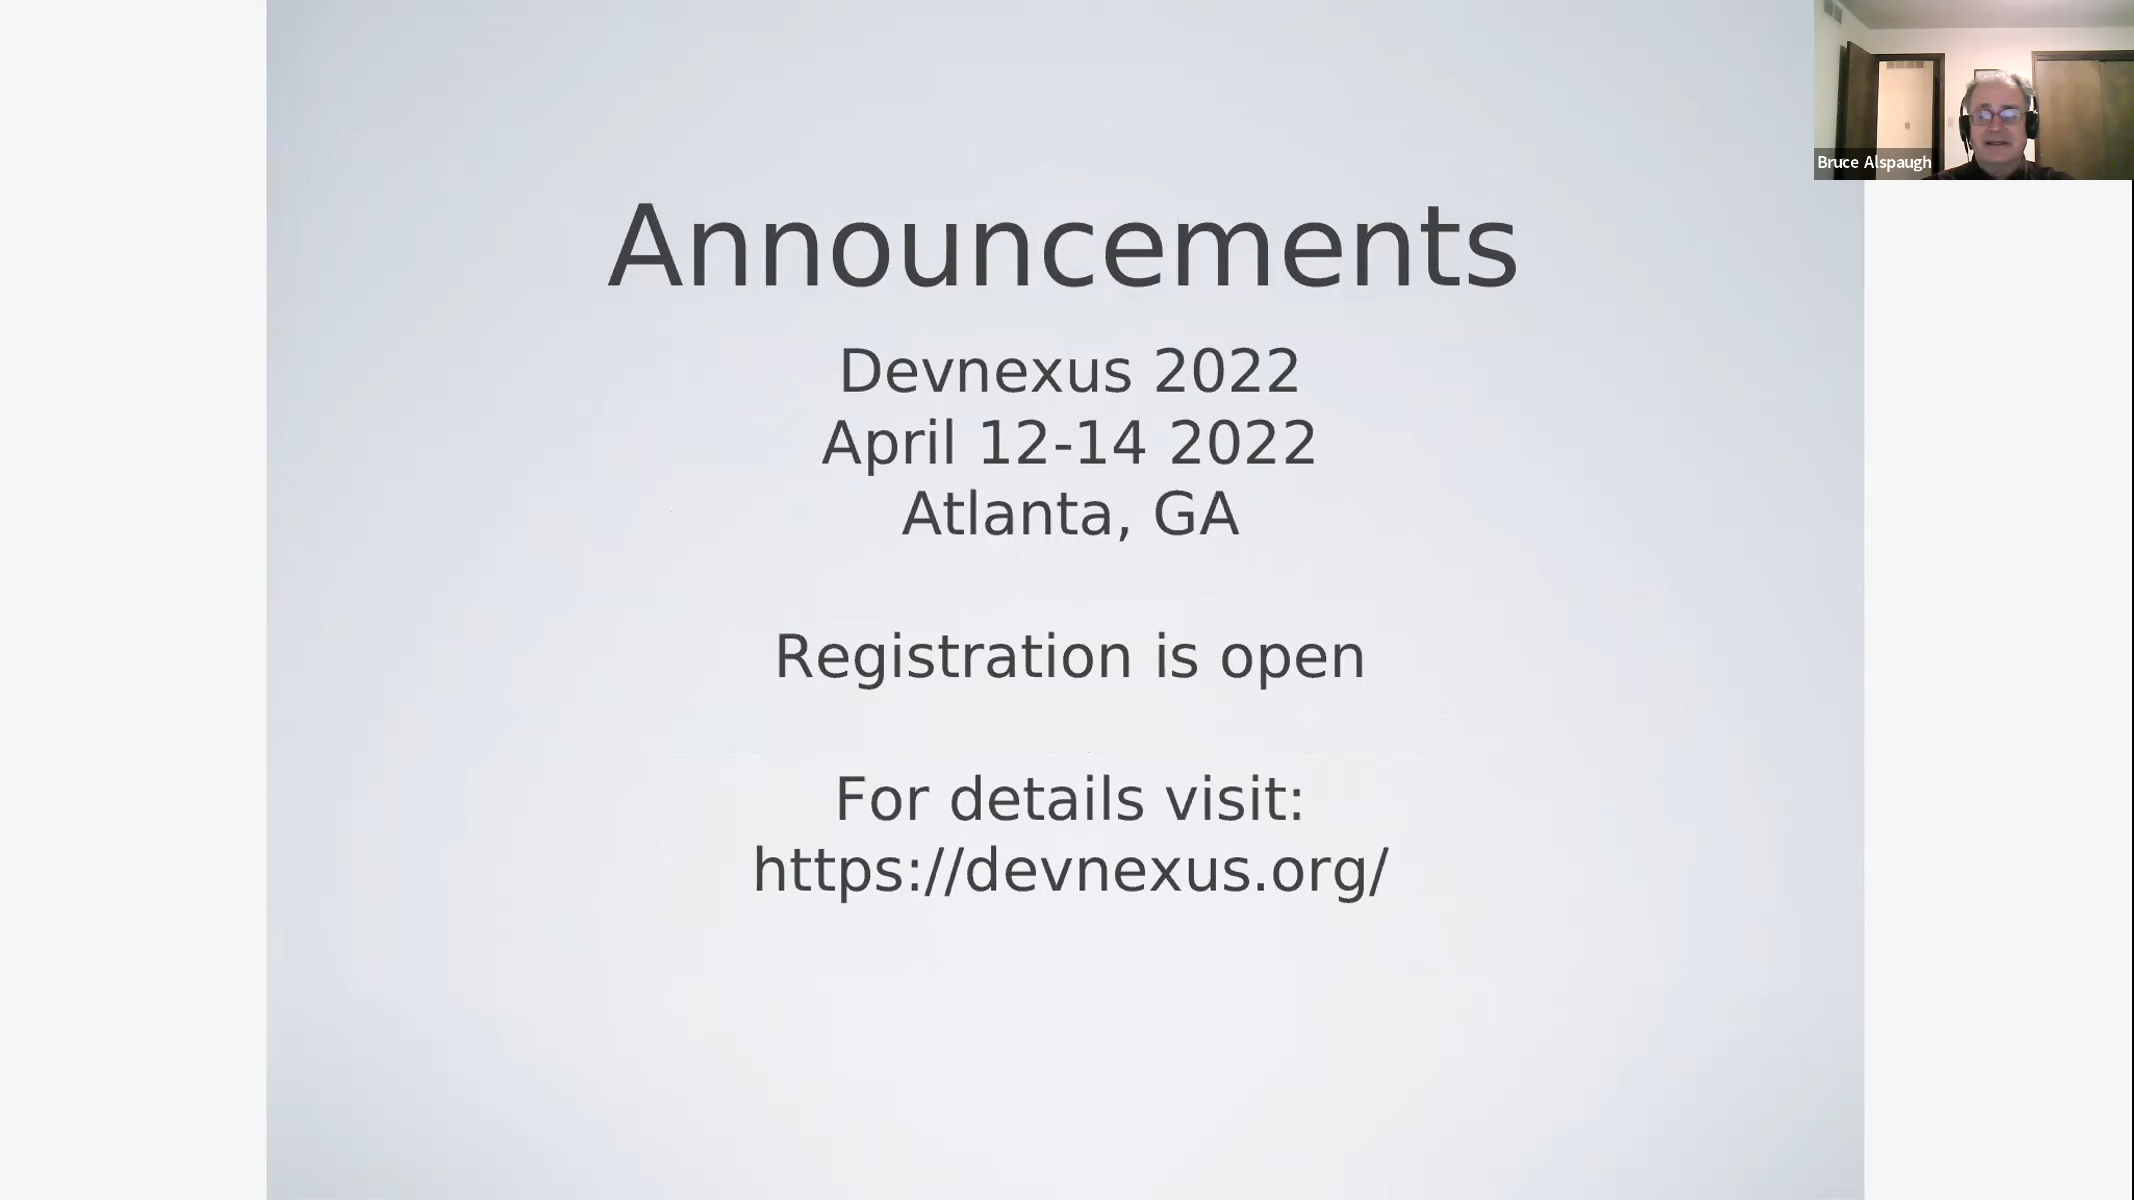 Announcements
Devnexus 2022
April 12-14 2022
Atlanta, GA
Registration is open
For details visit:
https://devnexus.org/
Bruce Alspaugh